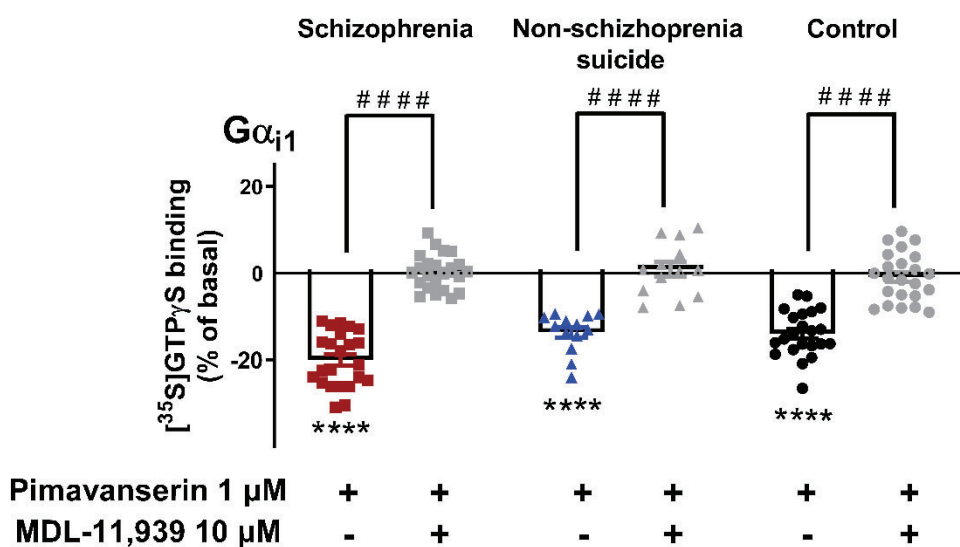 Schizophrenia Non-schizhoprenia suicide Control
# # # # # # # # # # # #
Gαi1
[35S]GTPγS binding
(% of basal)
20
0
-20
**** **** ****
Pimavanserin 1 µM + + + + + +
MDL-11,939 10 µM - + - + - +